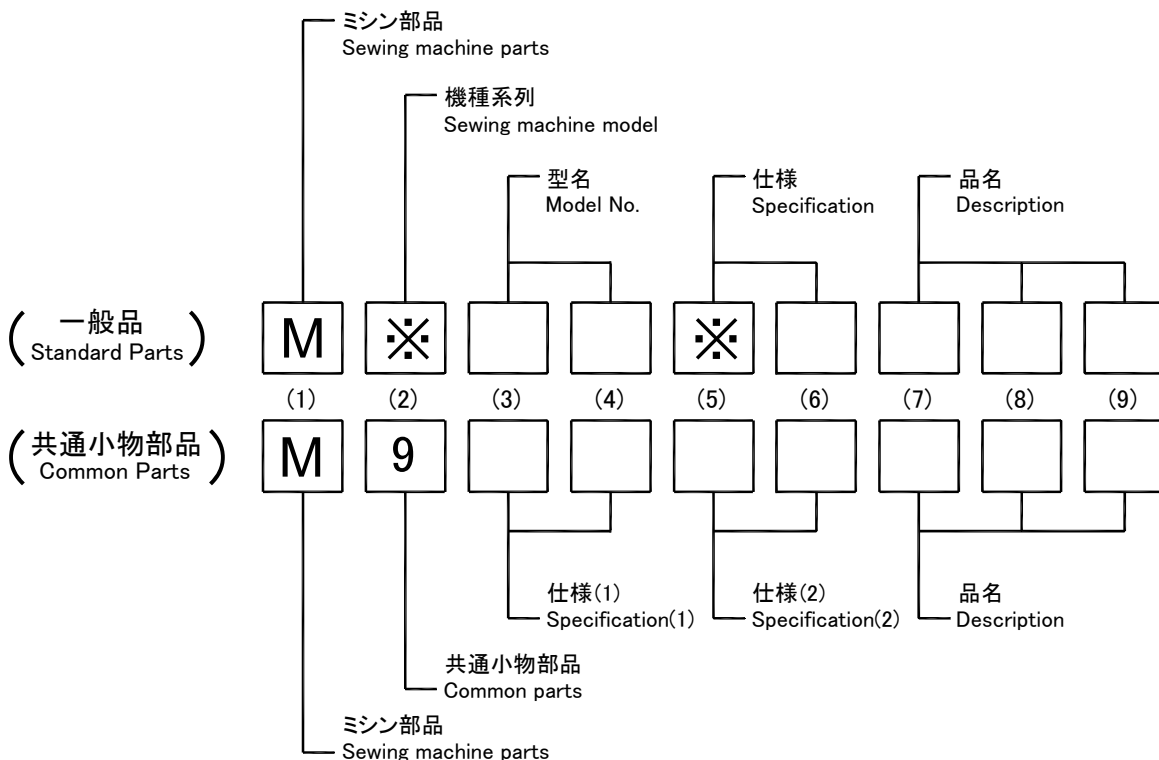 ミシン部品
Sewing machine parts
機種系列
Sewing machine model
型名
Model No.
仕様
Specification
品名
Description
一般品
Standard Parts
M ※ ※
(1) (2) (3) (4) (5) (6) (7) (8) (9)
共通小物部品
Common Parts
M 9
仕様(1)
Specification(1)
仕様(2)
Specification(2)
品名
Description
共通小物部品
Common parts
ミシン部品
Sewing machine parts